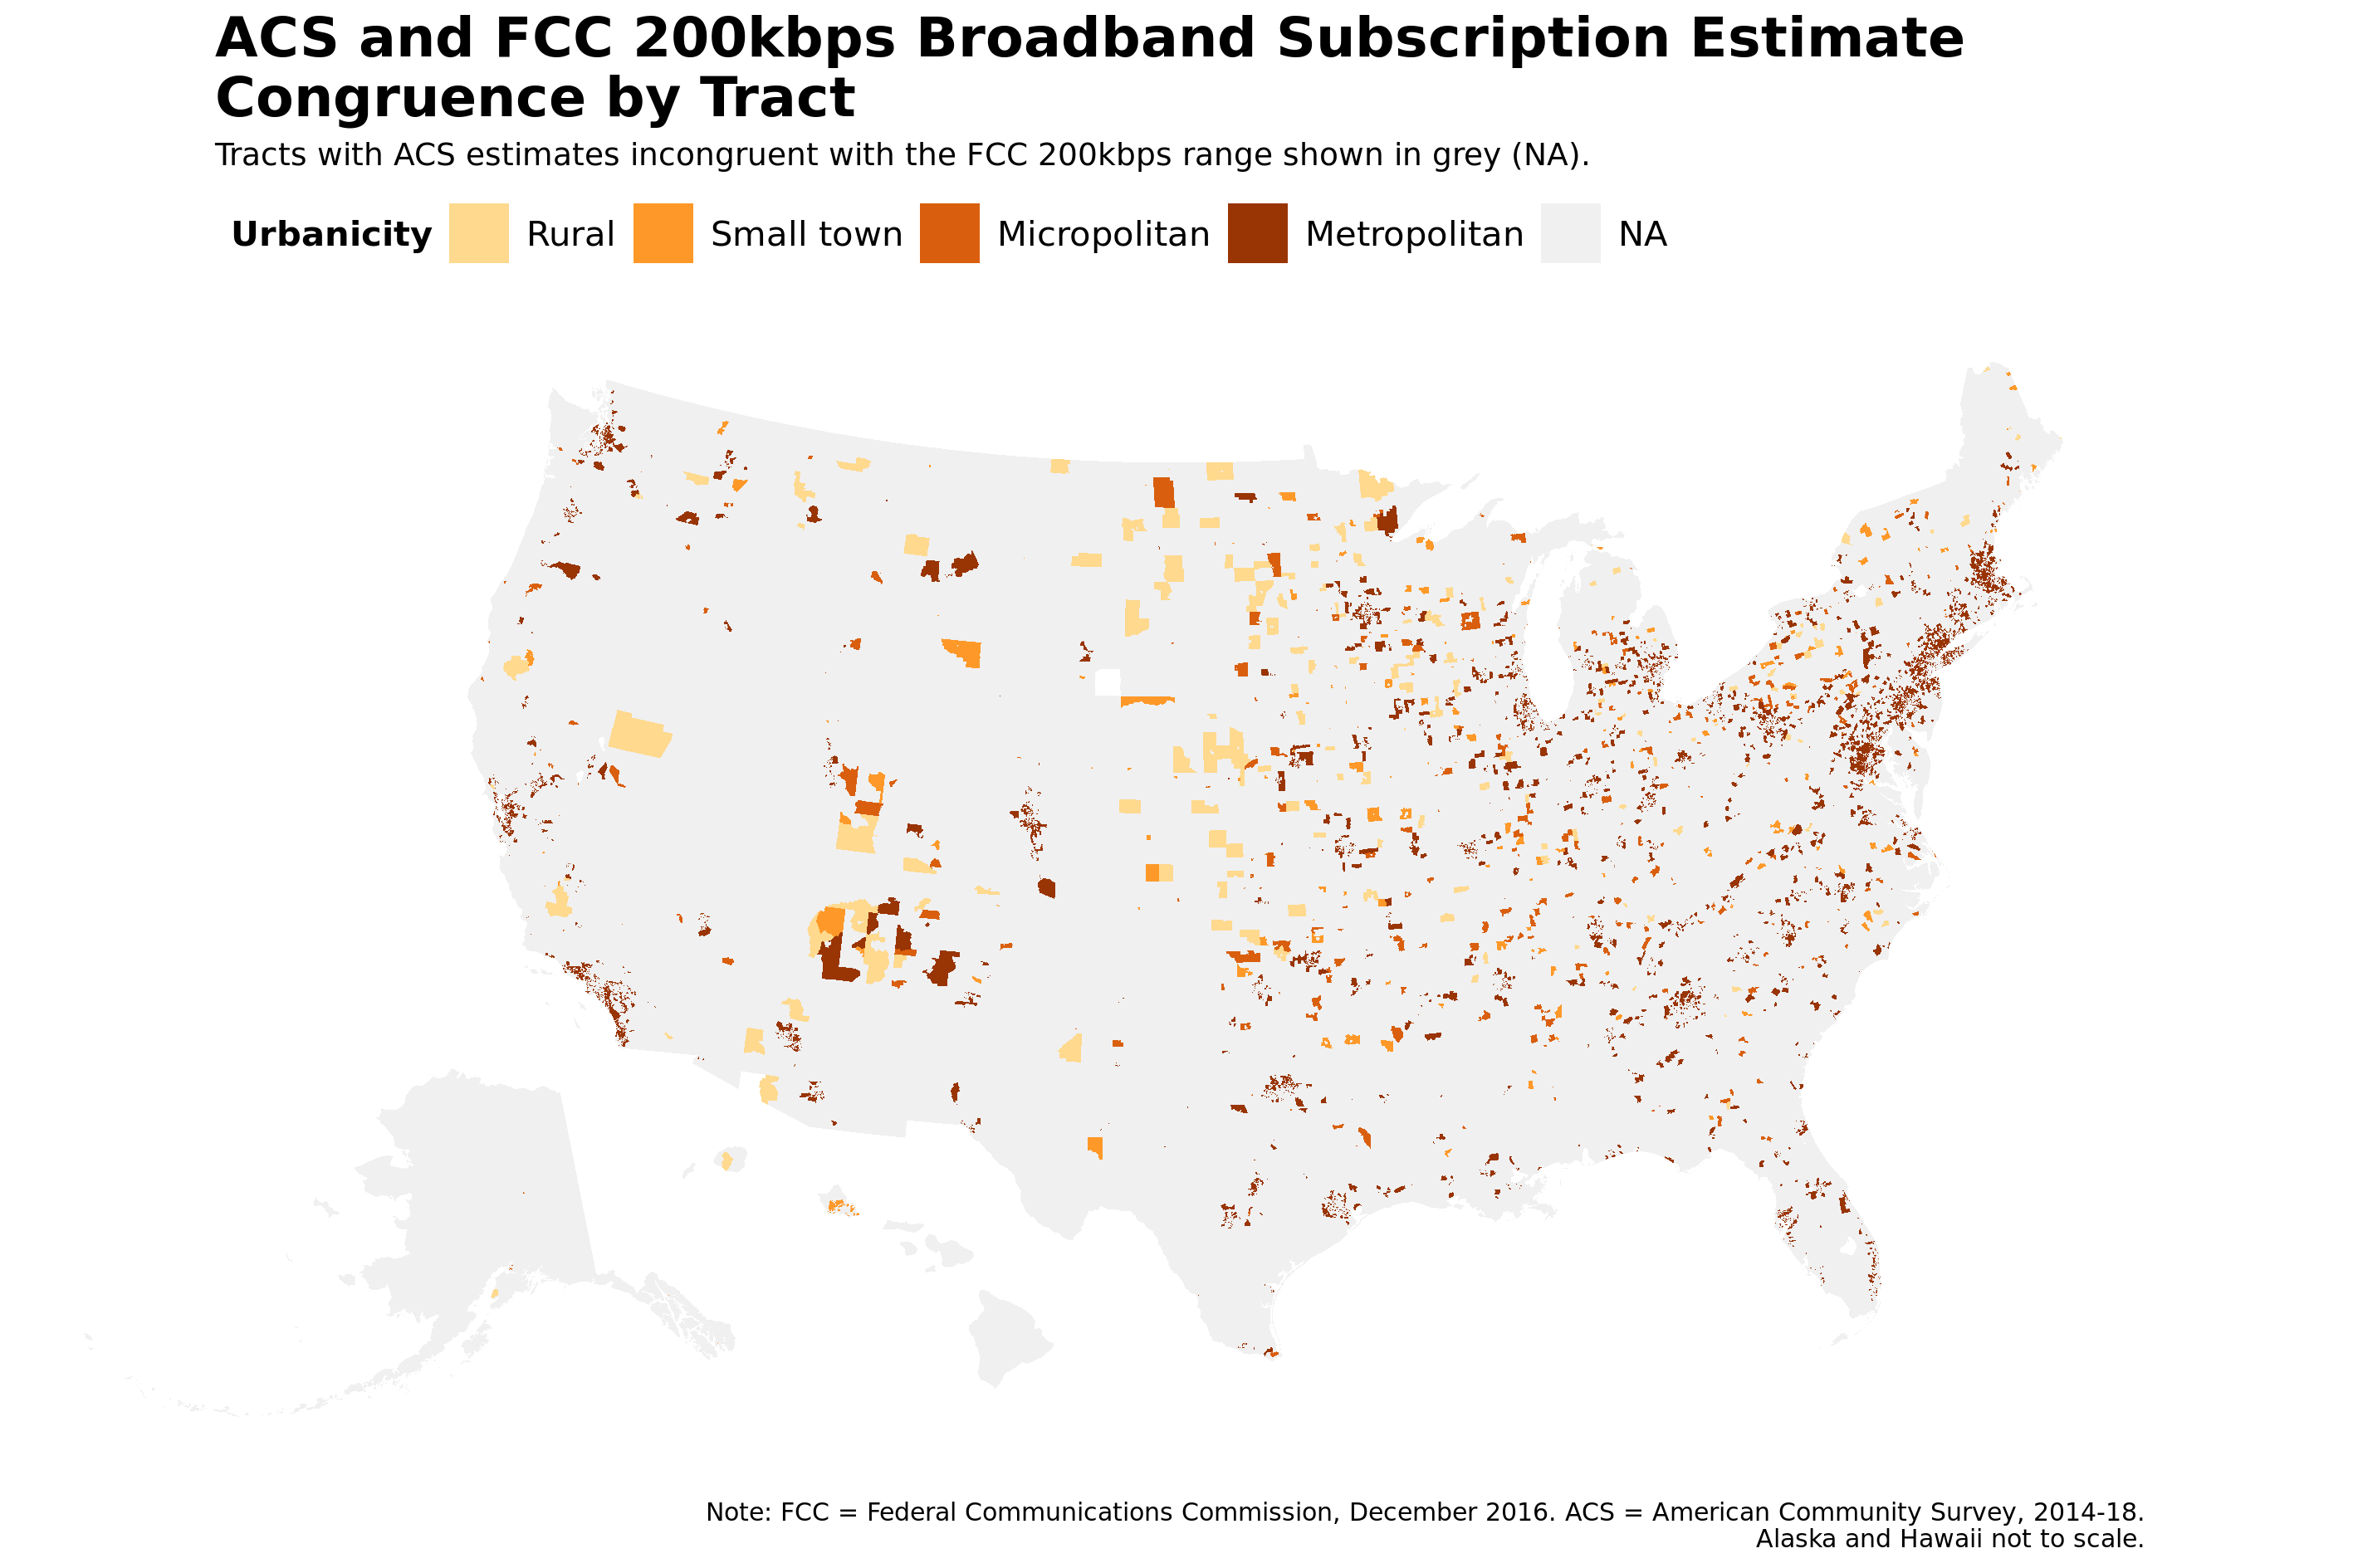 ACS and FCC 200kbps Broadband Subscription Estimate
Congruence by Tract
Tracts with ACS estimates incongruent with the FCC 200kbps range shown in grey (NA).
Urbanicity Rural Small town Micropolitan Metropolitan NA
Note: FCC = Federal Communications Commission, December 2016. ACS = American Community Survey, 2014-18.
Alaska and Hawaii not to scale.